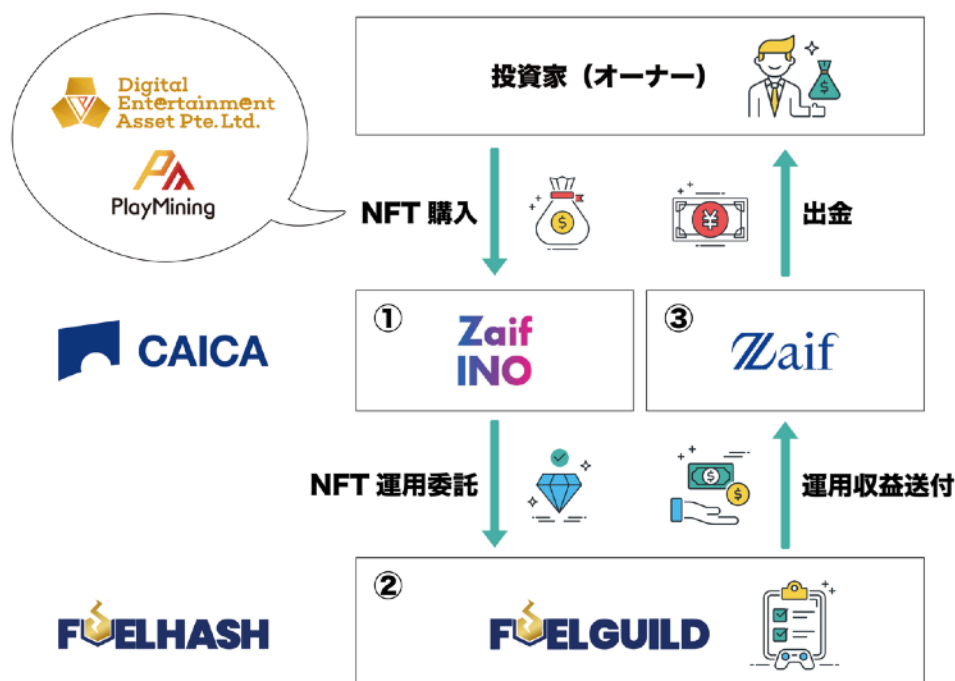 Digital
Entertainment
Asset Pte.Ltd.
PlayMining
投資家（オーナー）
NFT 購入
出金
CAICA
①
Zaif
INO
③
Zaif
NFT 運用委託
運用収益送付
FUELHASH
②
FUELGUILD